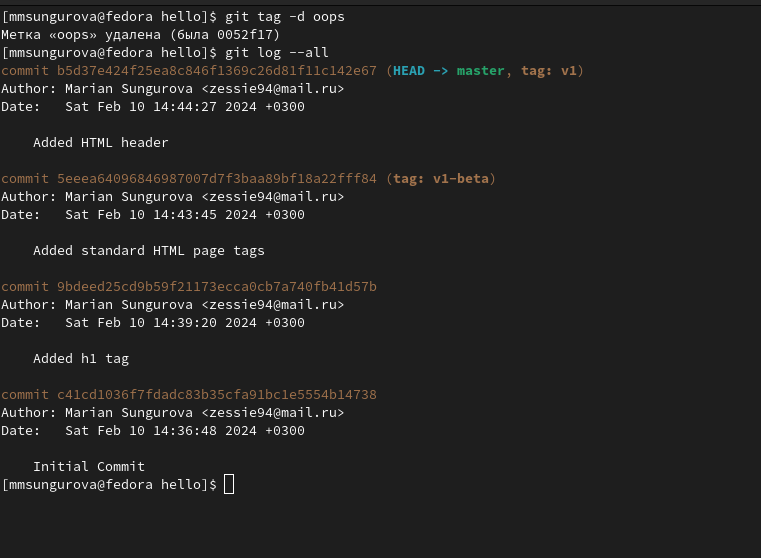 [mmsungurova@fedora hello]$ git tag -d oops
Метка «oops» удалена (была 0052f17)
[mmsungurova@fedora hello]$ git log --all
commit b5d37e424f25ea8c846f1369c26d81f11c142e67 (HEAD -> master, tag: v1)
Author: Marian Sungurova <zessie94@mail.ru>
Date:   Sat Feb 10 14:44:27 2024 +0300
    Added HTML header
commit 5eeea64096846987007d7f3baa89bf18a22fff84 (tag: v1-beta)
Author: Marian Sungurova <zessie94@mail.ru>
Date:   Sat Feb 10 14:43:45 2024 +0300
    Added standard HTML page tags
commit 9bdeed25cd9b59f21173ecca0cb7a740fb41d57b
Author: Marian Sungurova <zessie94@mail.ru>
Date:   Sat Feb 10 14:39:20 2024 +0300
    Added h1 tag
commit c41cd1036f7fdadc83b35cfa91bc1e5554b14738
Author: Marian Sungurova <zessie94@mail.ru>
Date:   Sat Feb 10 14:36:48 2024 +0300
    Initial Commit
[mmsungurova@fedora hello]$